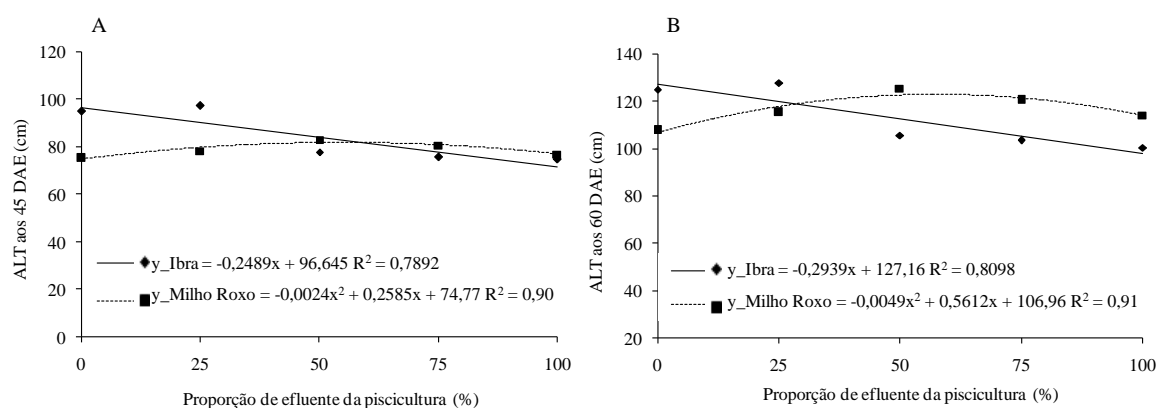 A
ALT aos 45 DAE (cm)
120
100
80
60
40
20
0
y_Ibra = -0,2489x + 96,645 R² = 0,7892
y_Milho Roxo = -0,0024x² + 0,2585x + 74,77 R² = 0,90
0 25 50 75 100
Proporção de efluente da piscicultura (%)
B
ALT aos 60 DAE (cm)
140
120
100
80
60
40
20
y_Ibra = -0,2939x + 127,16 R² = 0,8098
y_Milho Roxo = -0,0049x² + 0,5612x + 106,96 R² = 0,91
0 25 50 75 100
Proporção de efluente da piscicultura (%)